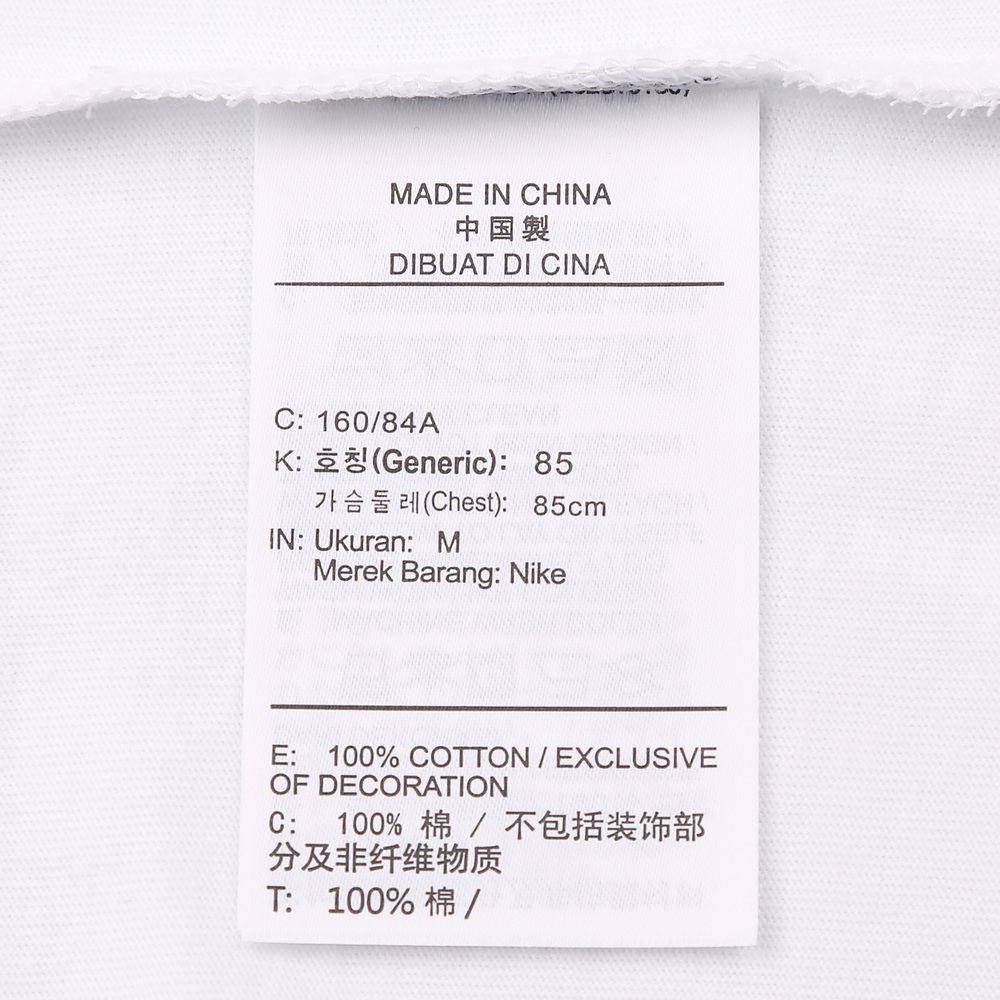 MADE IN CHINA
中国製
DIBUAT DI CINA
C: 160/84A
K: 호칭(Generic): 85
가슴둘레(Chest): 85cm
IN: Ukuran: M
Merek Barang: Nike
E: 100% COTTON / EXCLUSIVE
OF DECORATION
C: 100% 棉 / 不包括装饰部
分及非纤维物质
T: 100% 棉 /